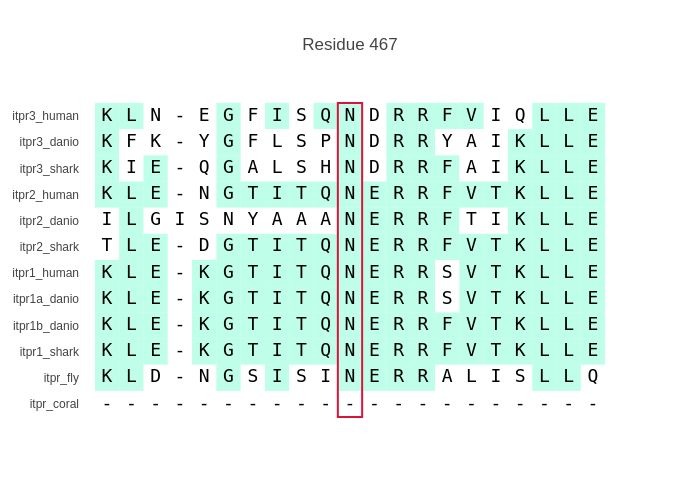 Residue 467
itpr3_human K L N - E G F I S Q N D R R F V I Q L L E
itpr3_danio K F K - Y G F L S P N D R R Y A I K L L E
itpr3_shark K I E - Q G A L S H N D R R F A I K L L E
itpr2_human K L E - N G T I T Q N E R R F V T K L L E
itpr2_danio I L G I S N Y A A A N E R R F T I K L L E
itpr2_shark T L E - D G T I T Q N E R R F V T K L L E
itpr1_human K L E - K G T I T Q N E R R S V T K L L E
itpr1a_danio K L E - K G T I T Q N E R R S V T K L L E
itpr1b_danio K L E - K G T I T Q N E R R F V T K L L E
itpr1_shark K L E - K G T I T Q N E R R F V T K L L E
itpr_fly K L D - N G S I S I N E R R A L I S L L Q
itpr_coral - - - - - - - - - - - - - - - - - - - - -